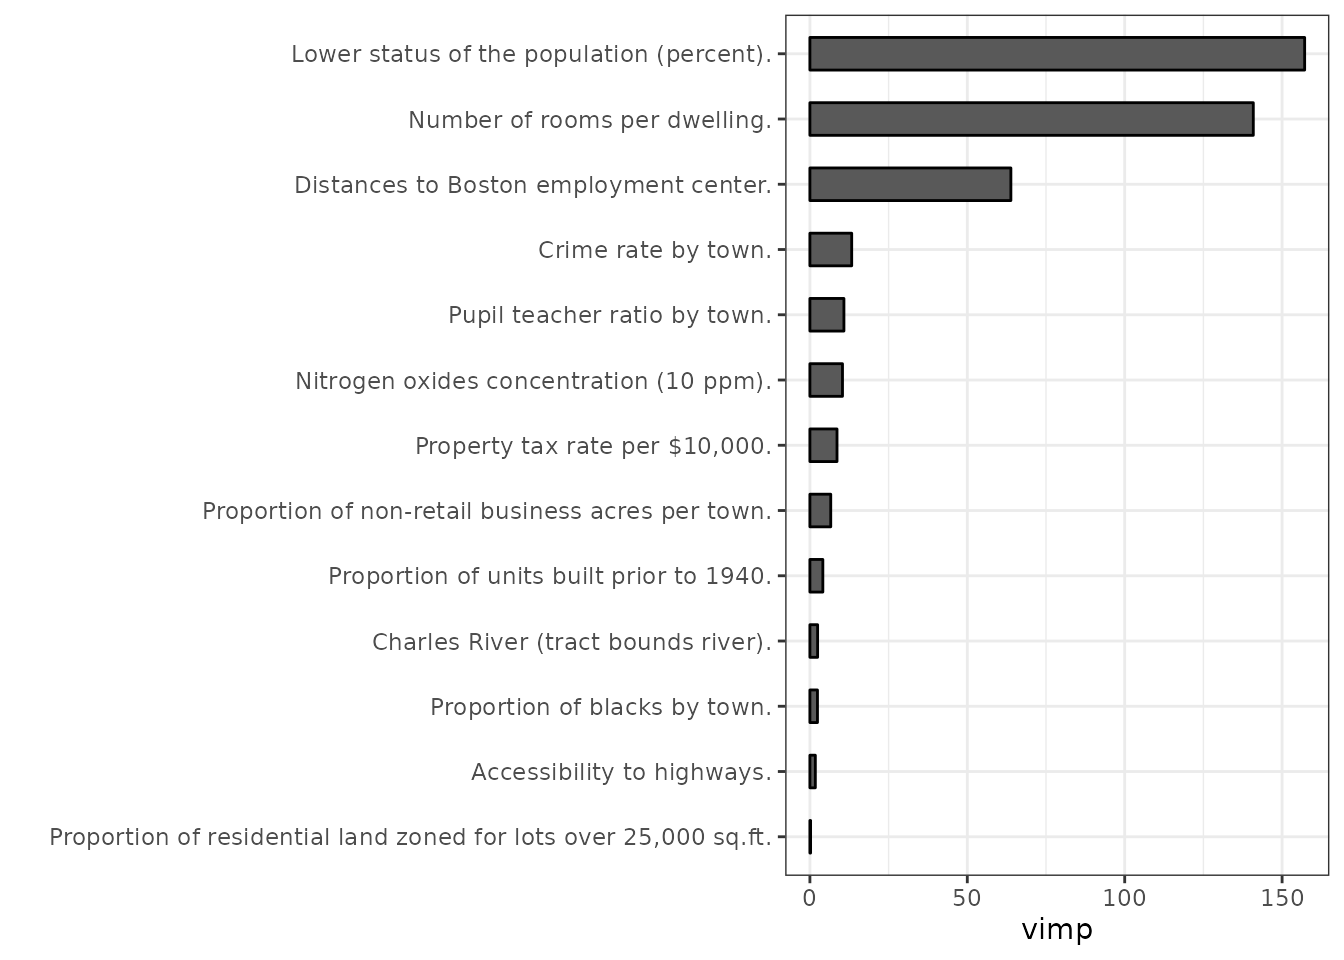 Lower status of the population (percent).
Number of rooms per dwelling.
Distances to Boston employment center.
Crime rate by town.
Pupil teacher ratio by town.
Nitrogen oxides concentration (10 ppm).
Property tax rate per $10,000.
Proportion of non-retail business acres per town.
Proportion of units built prior to 1940.
Charles River (tract bounds river).
Proportion of blacks by town.
Accessibility to highways.
Proportion of residential land zoned for lots over 25,000 sq.ft.
0 50 100 150
vimp